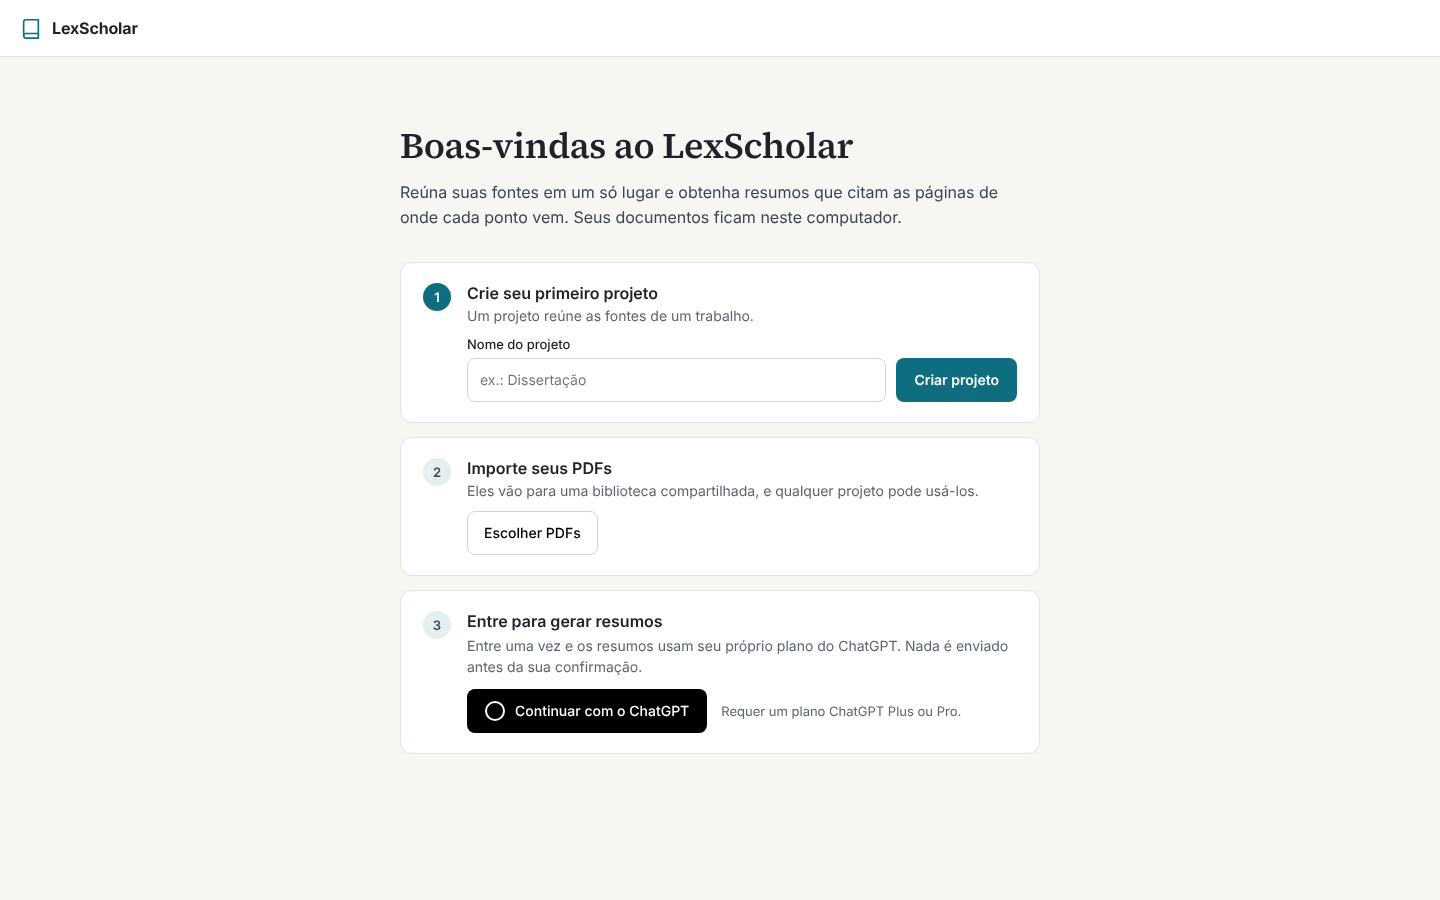 LexScholar
Boas-vindas ao LexScholar
Reúna suas fontes em um só lugar e obtenha resumos que citam as páginas de
onde cada ponto vem. Seus documentos ficam neste computador.
1
Crie seu primeiro projeto
Um projeto reúne as fontes de um trabalho.
Nome do projeto
ex.: Dissertação
Criar projeto
2
Importe seus PDFs
Eles vão para uma biblioteca compartilhada, e qualquer projeto pode usá-los.
Escolher PDFs
3
Entre para gerar resumos
Entre uma vez e os resumos usam seu próprio plano do ChatGPT. Nada é enviado
antes da sua confirmação.
Continuar com o ChatGPT
Requer um plano ChatGPT Plus ou Pro.